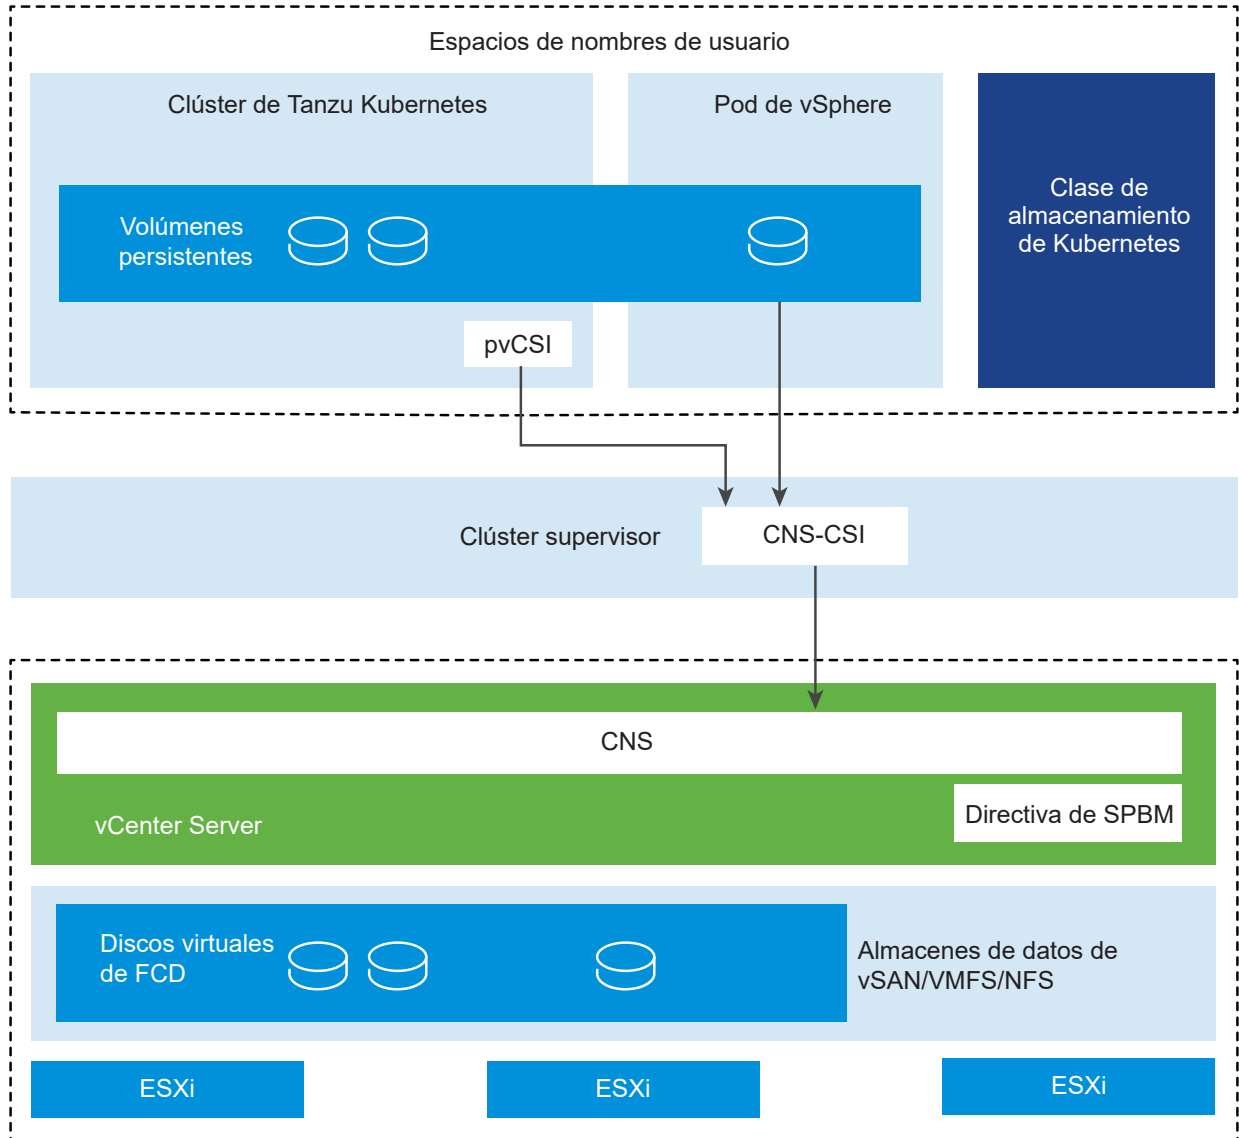 Espacios de nombres de usuario
Clúster de Tanzu Kubernetes
Pod de vSphere
Clase de
almacenamiento
de Kubernetes
Volúmenes
persistentes
pvCSI
Clúster supervisor
CNS-CSI
CNS
vCenter Server
Directiva de SPBM
Discos virtuales
de FCD
Almacenes de datos de
vSAN/VMFS/NFS
ESXi
ESXi
ESXi